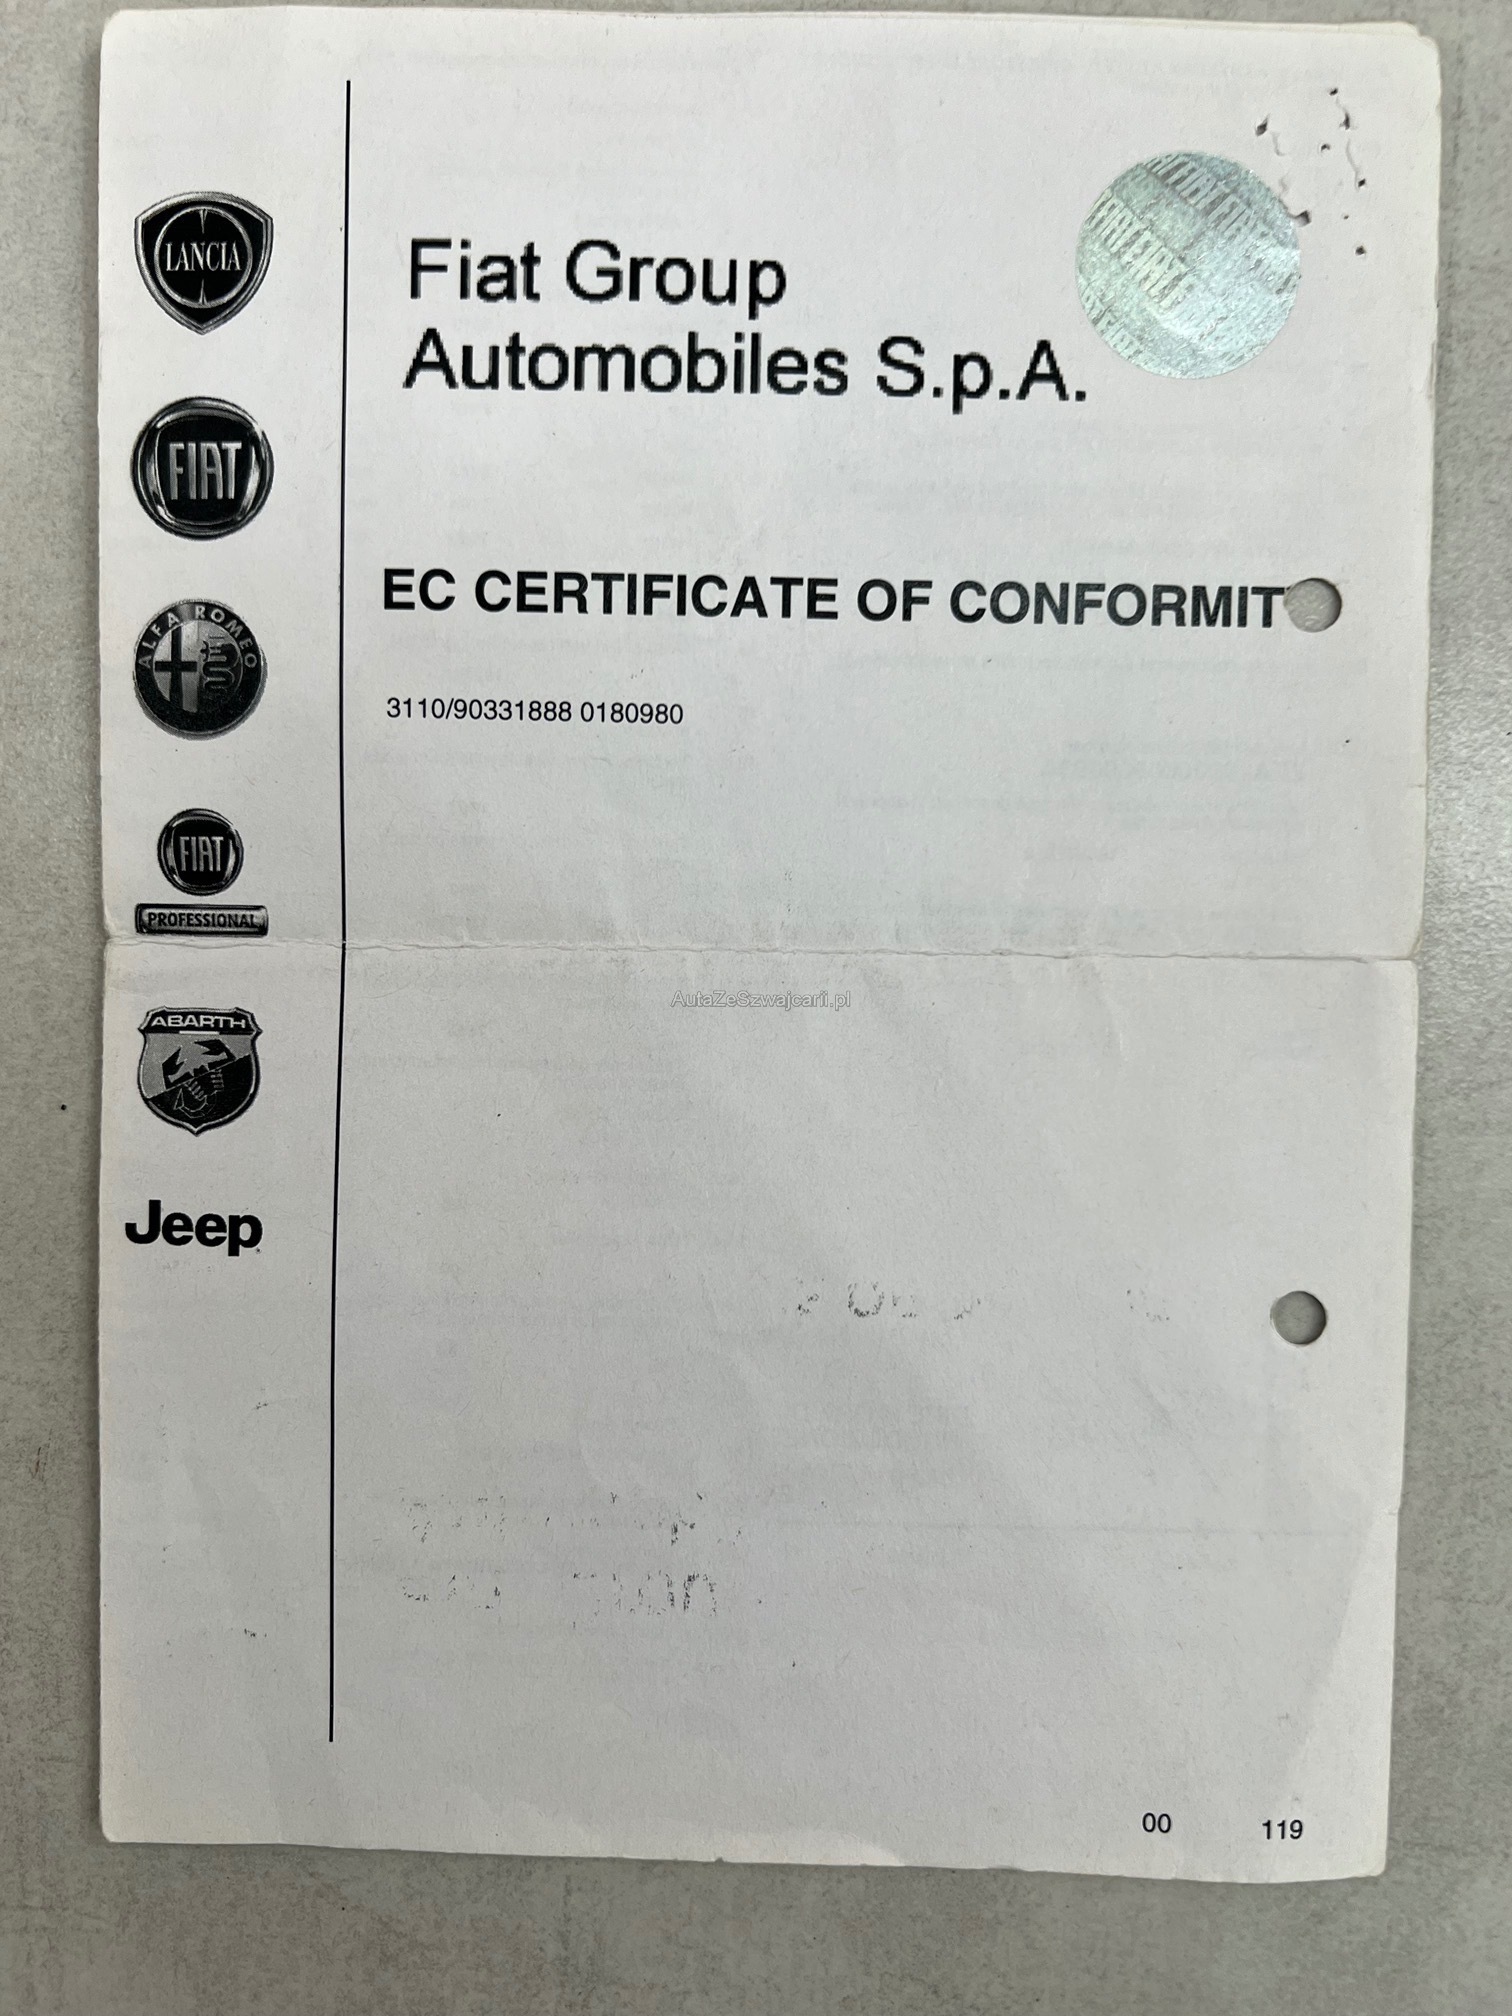 LANCIA
FIAT
ALFA ROMEO
FIAT
PROFESSIONAL
ABARTH
Jeep
Fiat Group
Automobiles S.p.A.
EC CERTIFICATE OF CONFORMIT
3110/90331888 0180980
AutaZeSzwajcarii.pl
00 119